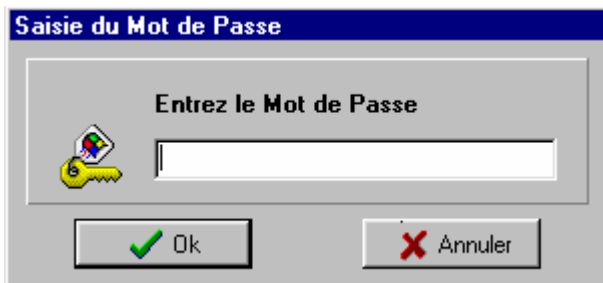 Saisie du Mot de Passe
Entrez le Mot de Passe
Ok
Annuler